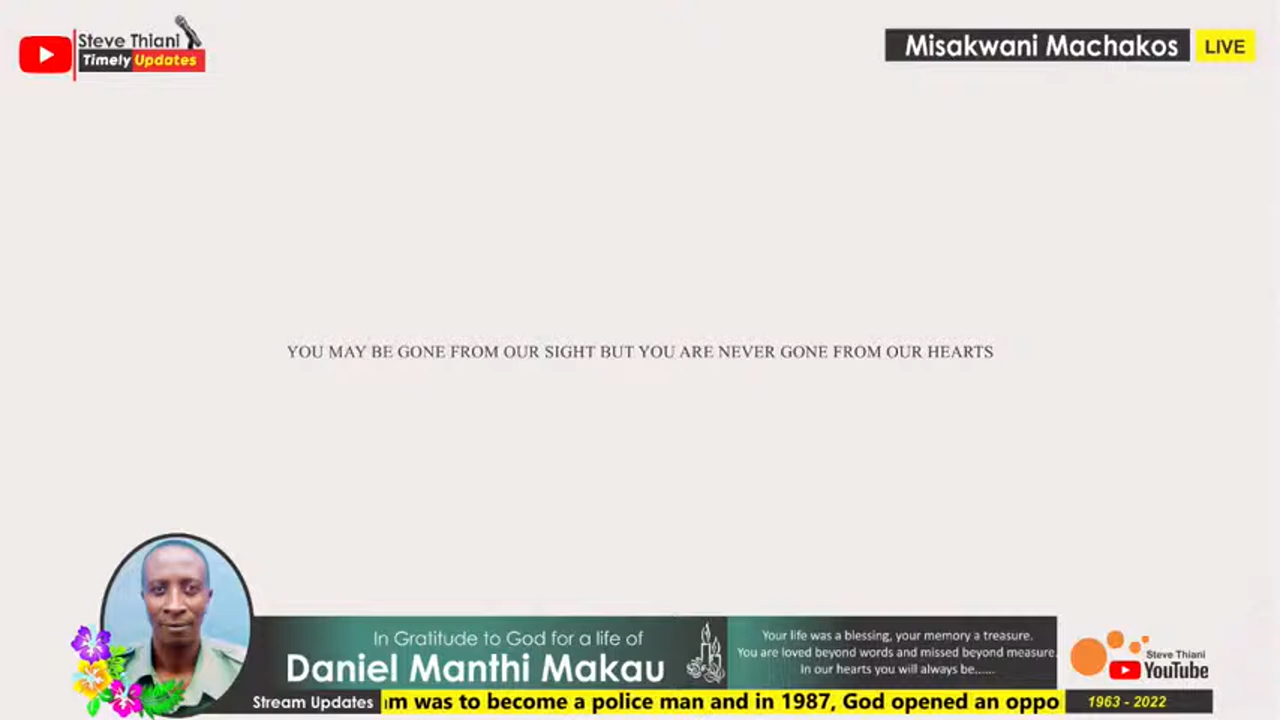 Steve Thiani
Timely Updates
Misakwani Machakos
LIVE
YOU MAY BE GONE FROM OUR SIGHT BUT YOU ARE NEVER GONE FROM OUR HEARTS
In Gratitude to God for a life of
Daniel Manthi Makau
Your life was a blessing, your memory a treasure.
You are loved beyond words and missed beyond measure.
In our hearts you will always be......
Steve Thiani
YouTube
Stream Updates
was to become a police man and in 1987, God opened an oppo
1963 - 2022